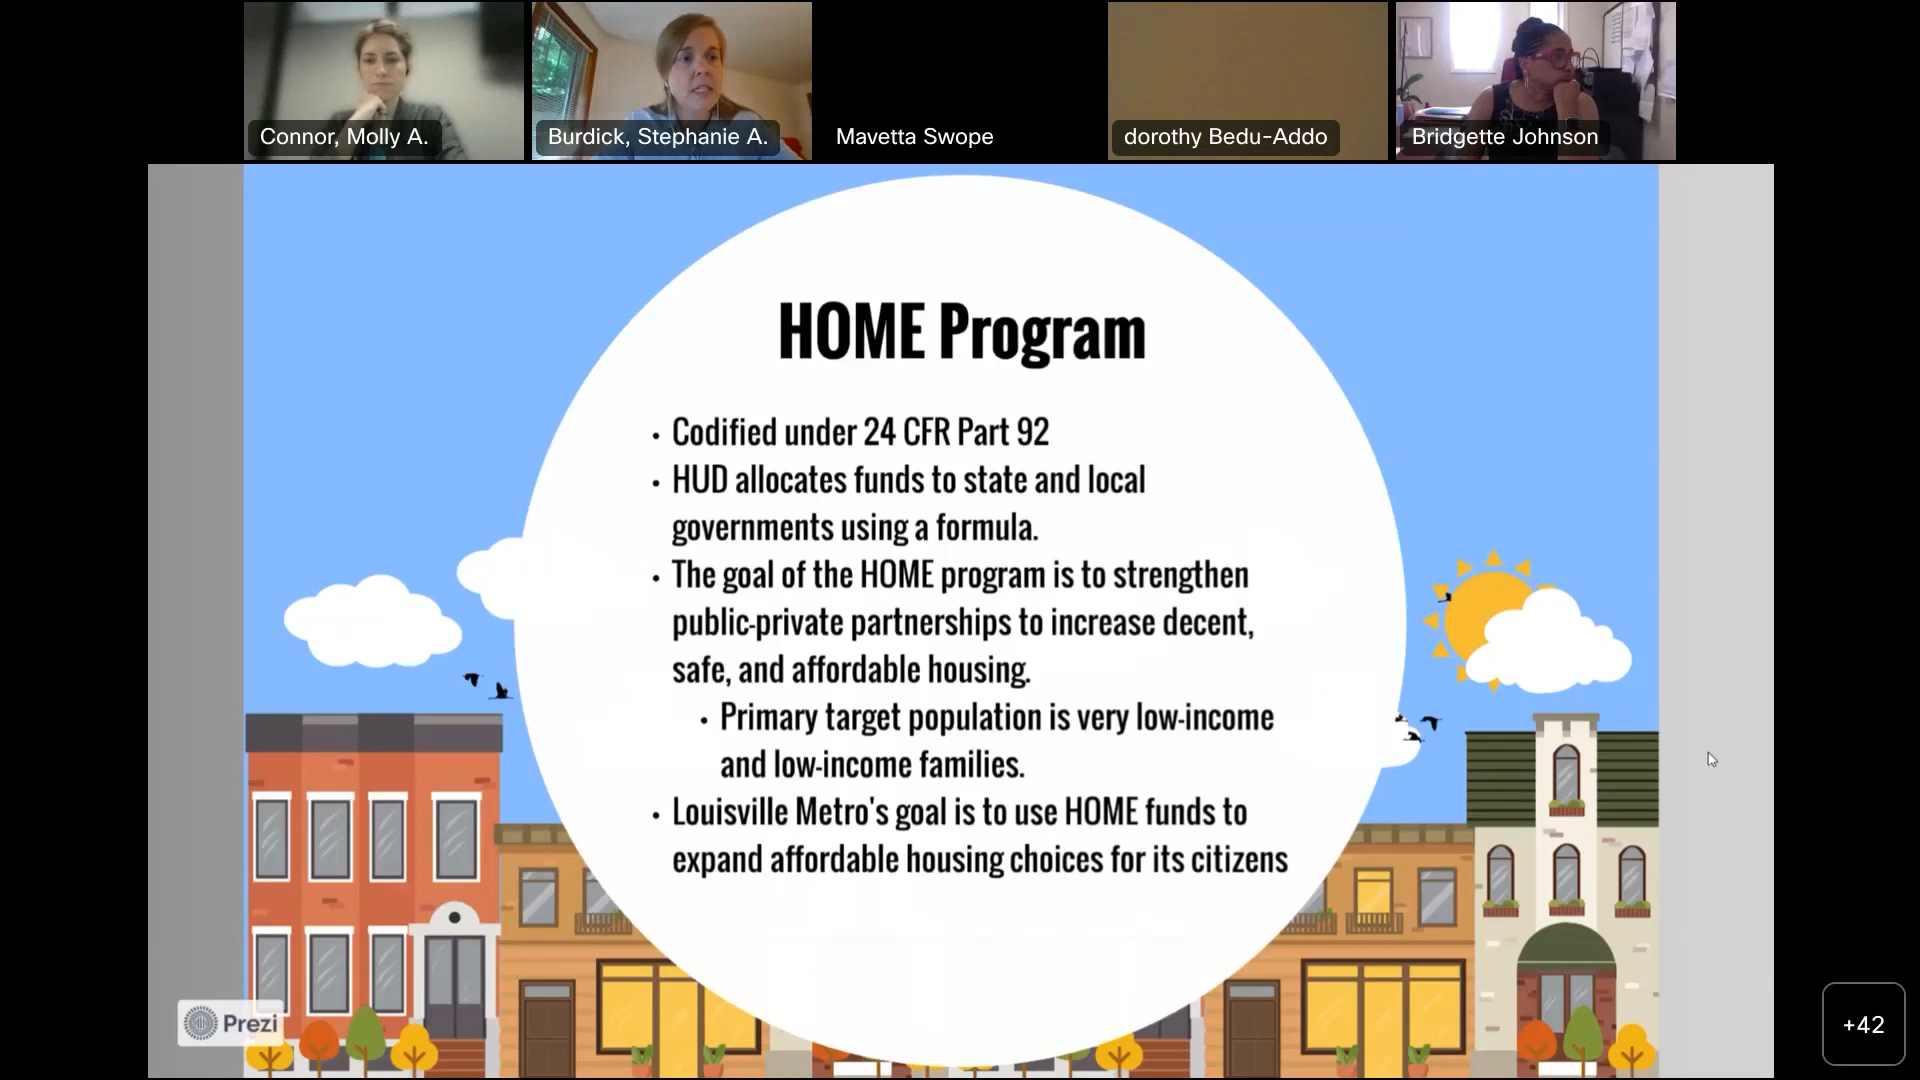 Connor, Molly A.
Burdick, Stephanie A.
Mavetta Swope
dorothy Bedu-Addo
Bridgette Johnson
HOME Program
• Codified under 24 CFR Part 92
• HUD allocates funds to state and local
governments using a formula.
• The goal of the HOME program is to strengthen
public-private partnerships to increase decent,
safe, and affordable housing.
• Primary target population is very low-income
and low-income families.
• Louisville Metro's goal is to use HOME funds to
expand affordable housing choices for its citizens
Prezi
+42